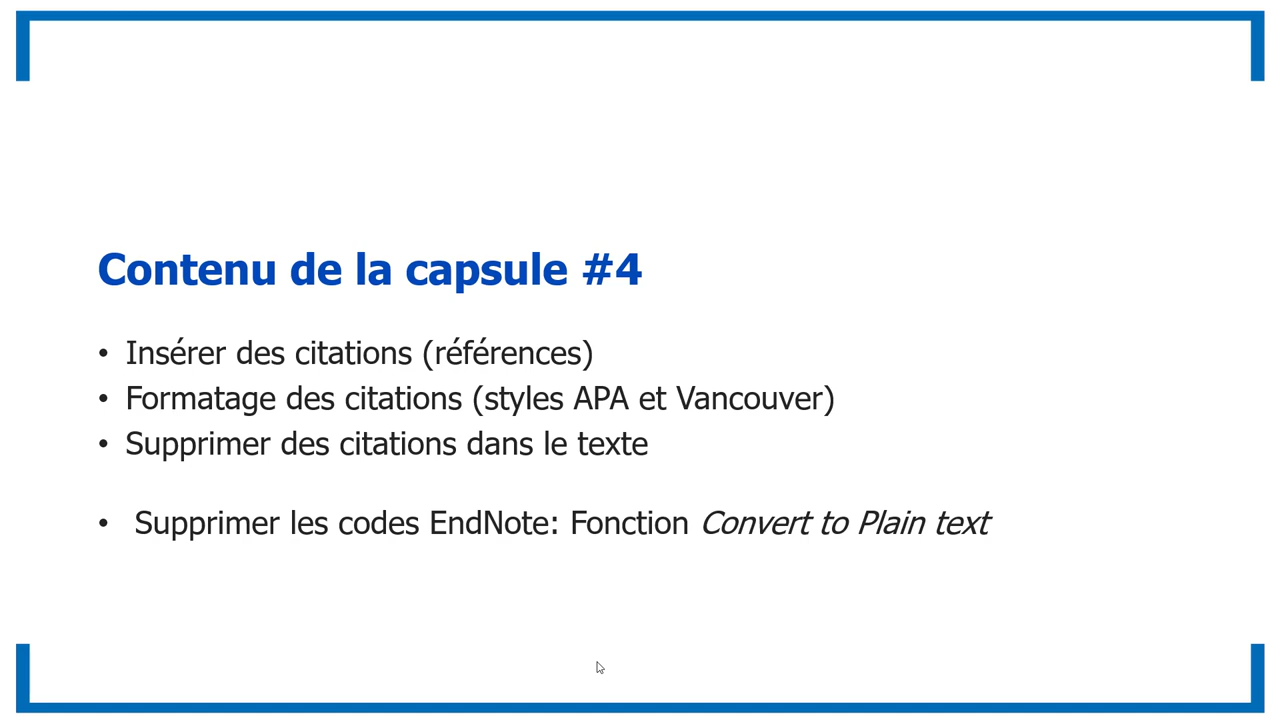 Contenu de la capsule #4
• Insérer des citations (références)
• Formatage des citations (styles APA et Vancouver)
• Supprimer des citations dans le texte
• Supprimer les codes EndNote: Fonction Convert to Plain text